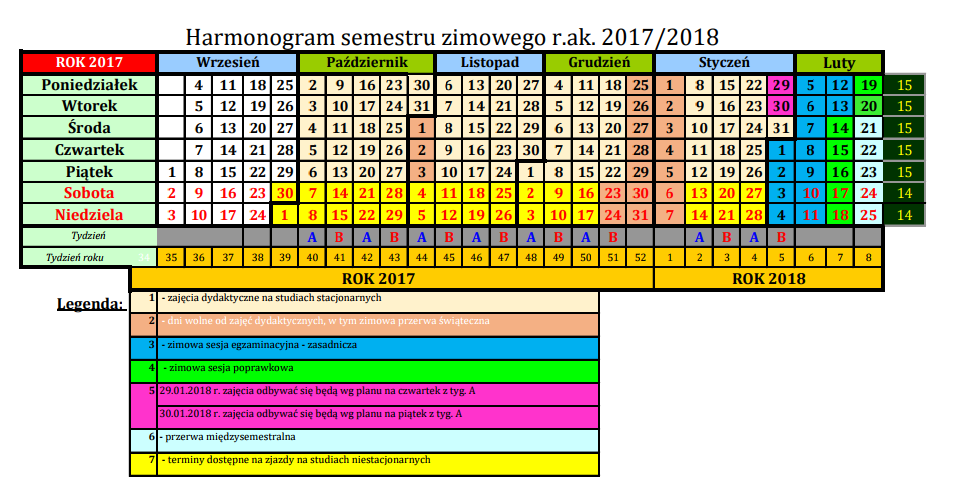 Harmonogram semestru zimowego r.ak. 2017/2018
ROK 2017 Wrzesień Październik Listopad Grudzień Styczeń Luty
Poniedziałek 4 11 18 25 2 9 16 23 30 6 13 20 27 4 11 18 25 1 8 15 22 29 5 12 19 15
Wtorek 5 12 19 26 3 10 17 24 31 7 14 21 28 5 12 19 26 2 9 16 23 30 6 13 20 15
Środa 6 13 20 27 4 11 18 25 1 8 15 22 29 6 13 20 27 3 10 17 24 31 7 14 21 15
Czwartek 7 14 21 28 5 12 19 26 2 9 16 23 30 7 14 21 28 4 11 18 25 1 8 15 22 15
Piątek 1 8 15 22 29 6 13 20 27 3 10 17 24 1 8 15 22 29 5 12 19 26 2 9 16 23 15
Sobota 2 9 16 23 30 7 14 21 28 4 11 18 25 2 9 16 23 30 6 13 20 27 3 10 17 24 14
Niedziela 3 10 17 24 1 8 15 22 29 5 12 19 26 3 10 17 24 31 7 14 21 28 4 11 18 25 14
Tydzień A B A B A B A B A B A B A B A B
Tydzień roku 34 35 36 37 38 39 40 41 42 43 44 45 46 47 48 49 50 51 52 1 2 3 4 5 6 7 8
ROK 2017 ROK 2018
Legenda: 1 - zajęcia dydaktyczne na studiach stacjonarnych
2 - dni wolne od zajęć dydaktycznych, w tym zimowa przerwa świąteczna
3 - zimowa sesja egzaminacyjna - zasadnicza
4 - zimowa sesja poprawkowa
5 29.01.2018 r. zajęcia odbywać się będą wg planu na czwartek z tyg. A
30.01.2018 r. zajęcia odbywać się będą wg planu na piątek z tyg. A
6 - przerwa międzysemestralna
7 - terminy dostępne na zjazdy na studiach niestacjonarnych